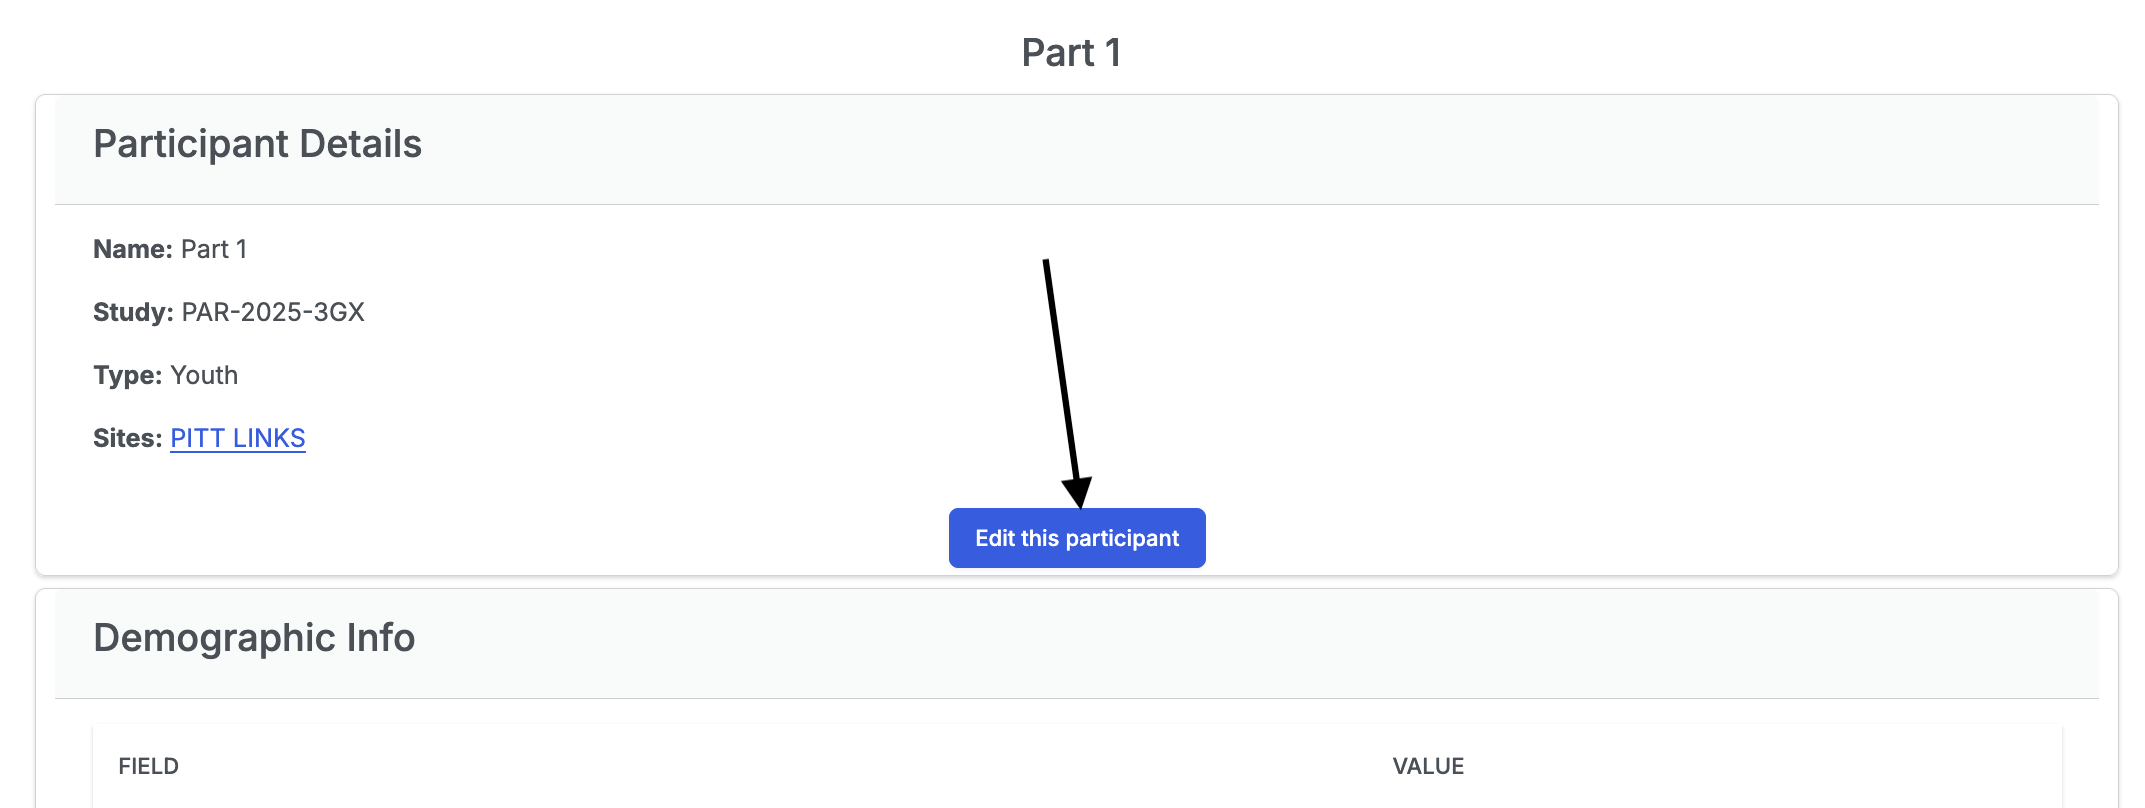 Part 1
Participant Details
Name: Part 1
Study: PAR-2025-3GX
Type: Youth
Sites: PITT LINKS
Edit this participant
Demographic Info
FIELD VALUE